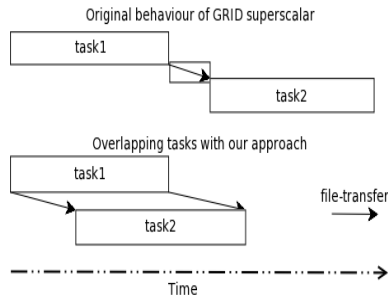 Original behaviour of GRID superscalar
task1
task2
Overlapping tasks with our approach
task1
task2
file-transfer
Time